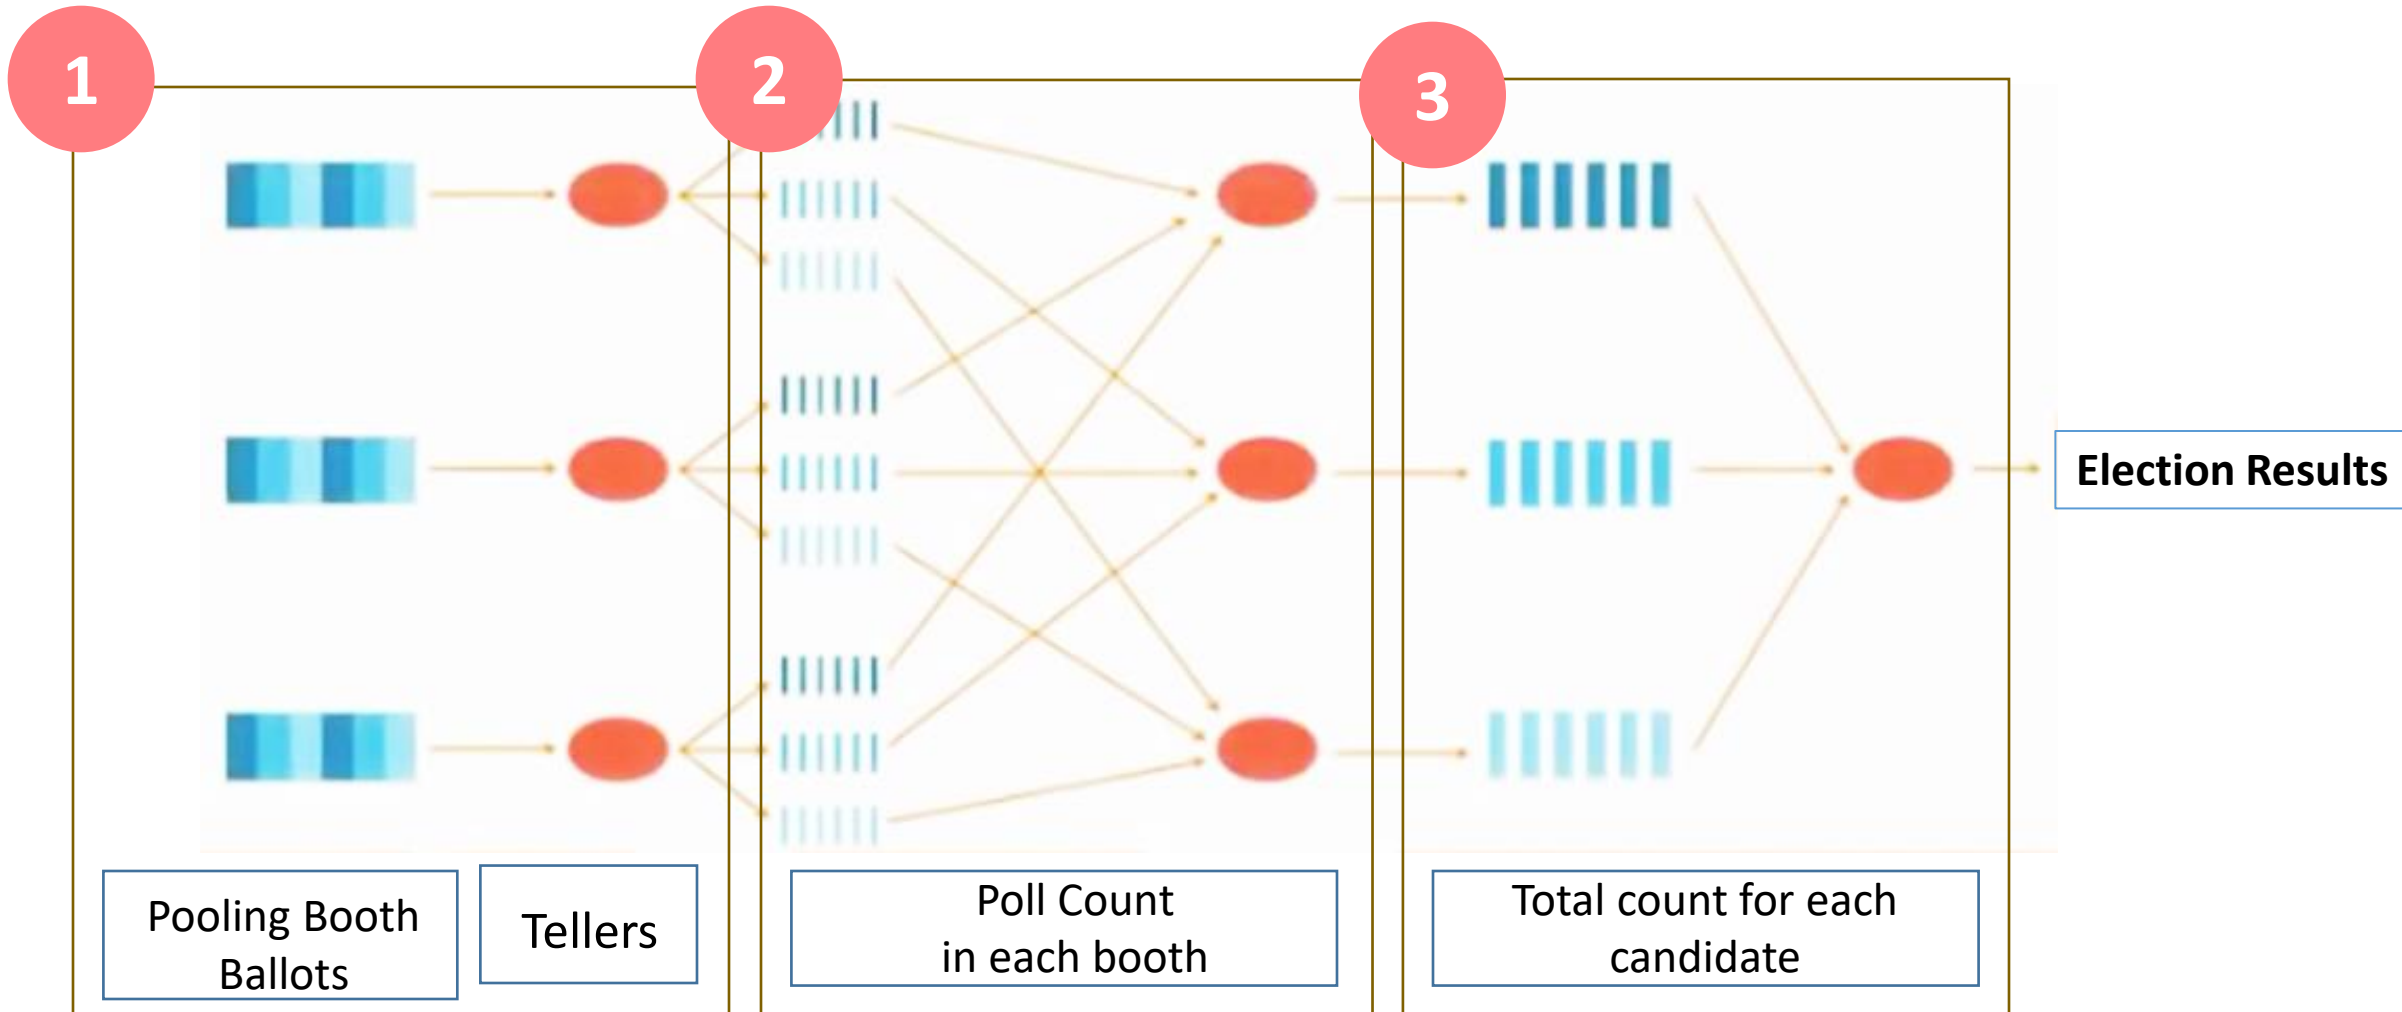 1
2
3
Election Results
Pooling Booth
Ballots
Tellers
Poll Count
in each booth
Total count for each
candidate